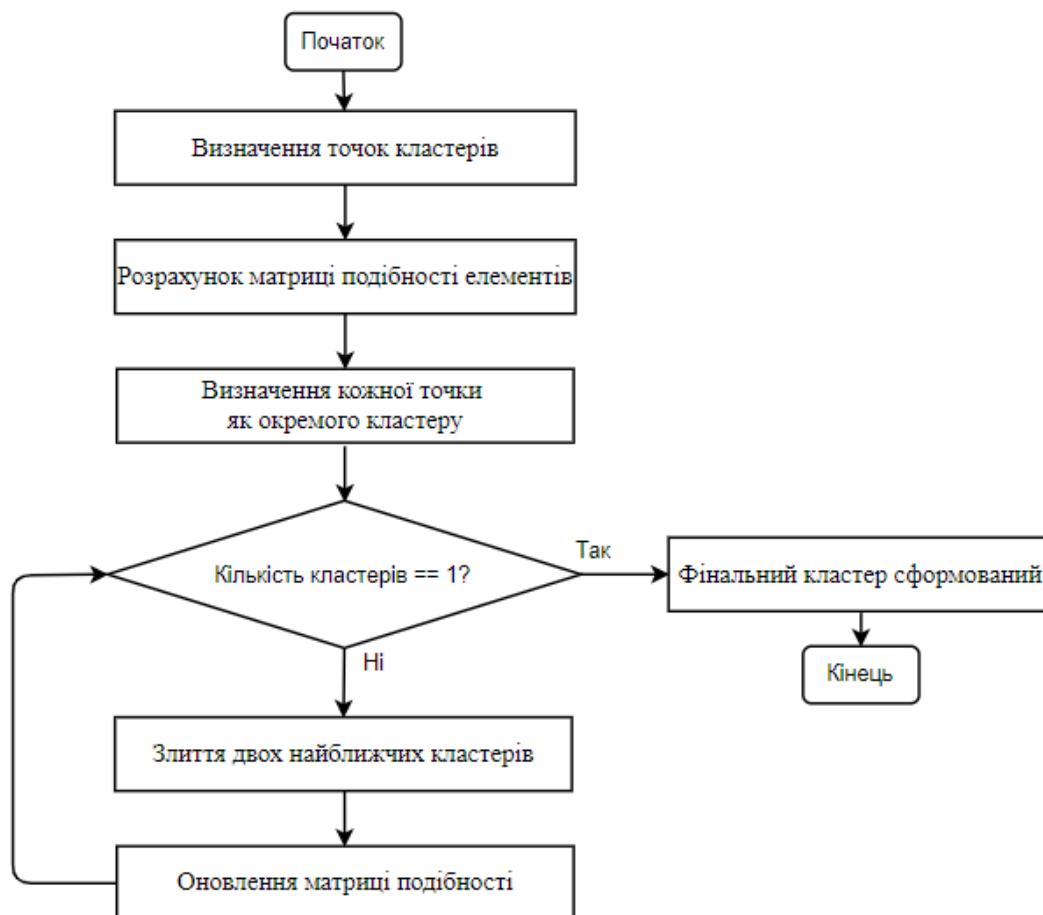 Початок
Визначення точок кластерів
Розрахунок матриці подібності елементів
Визначення кожної точки
як окремого кластеру
Кількість кластерів == 1?
Так
Фінальний кластер сформований
Кінець
Ні
Злиття двох найближчих кластерів
Оновлення матриці подібності